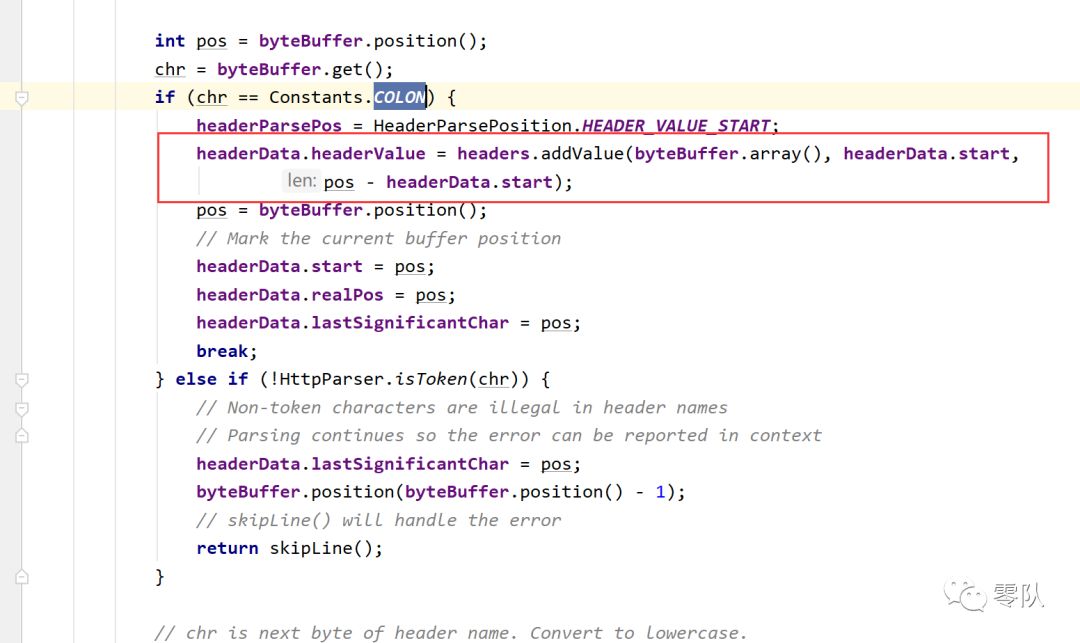 int pos = byteBuffer.position();
chr = byteBuffer.get();
if (chr == Constants.COLON) {
headerParsePos = HeaderParsePosition.HEADER_VALUE_START;
headerData.headerValue = headers.addValue(byteBuffer.array(), headerData.start,
len: pos - headerData.start);
pos = byteBuffer.position();
// Mark the current buffer position
headerData.start = pos;
headerData.realPos = pos;
headerData.lastSignificantChar = pos;
break;
} else if (!HttpParser.isToken(chr)) {
// Non-token characters are illegal in header names
// Parsing continues so the error can be reported in context
headerData.lastSignificantChar = pos;
byteBuffer.position(byteBuffer.position() - 1);
// skipLine() will handle the error
return skipLine();
}
// chr is next byte of header name. Convert to lowercase.
零队